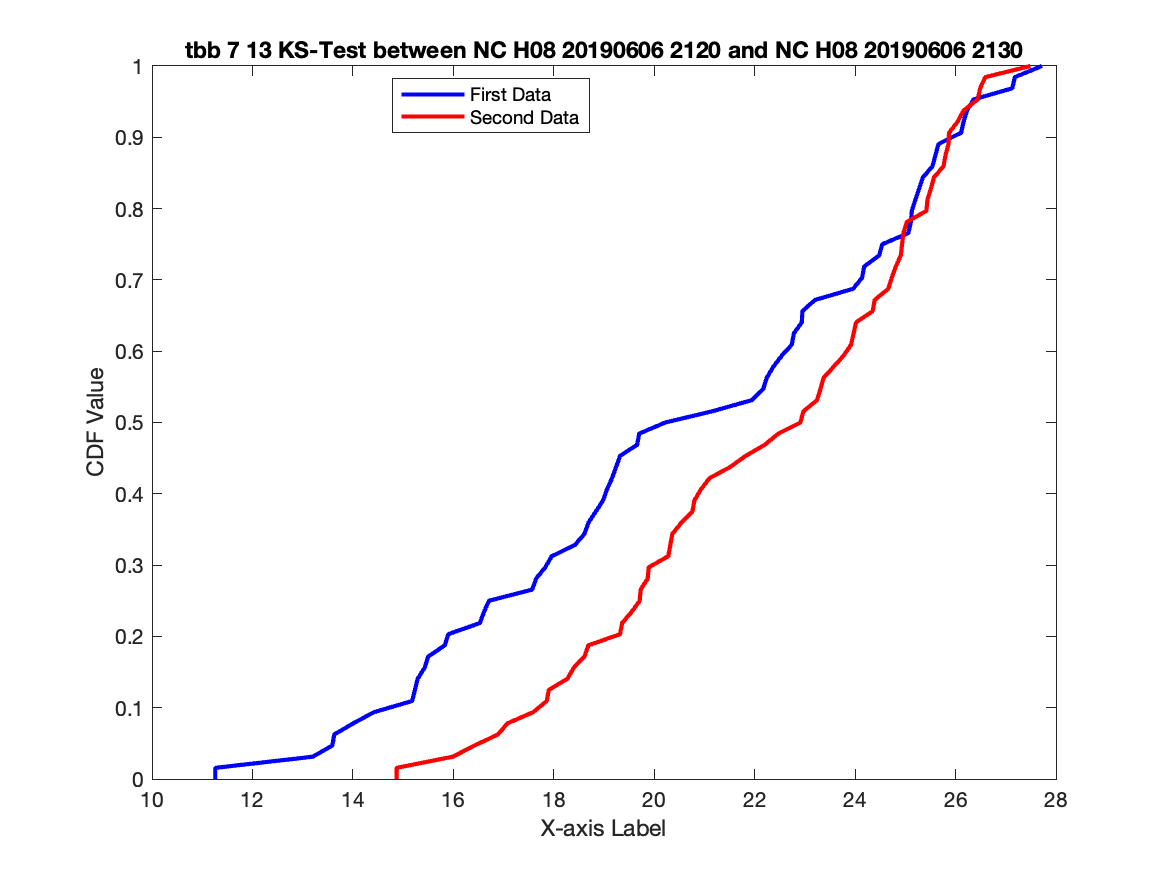 tbb 7 13 KS-Test between NC H08 20190606 2120 and NC H08 20190606 2130
1
First Data
Second Data
0.9
0.8
0.7
0.6
0.5
0.4
0.3
0.2
0.1
0
CDF Value
10 12 14 16 18 20 22 24 26 28
X-axis Label